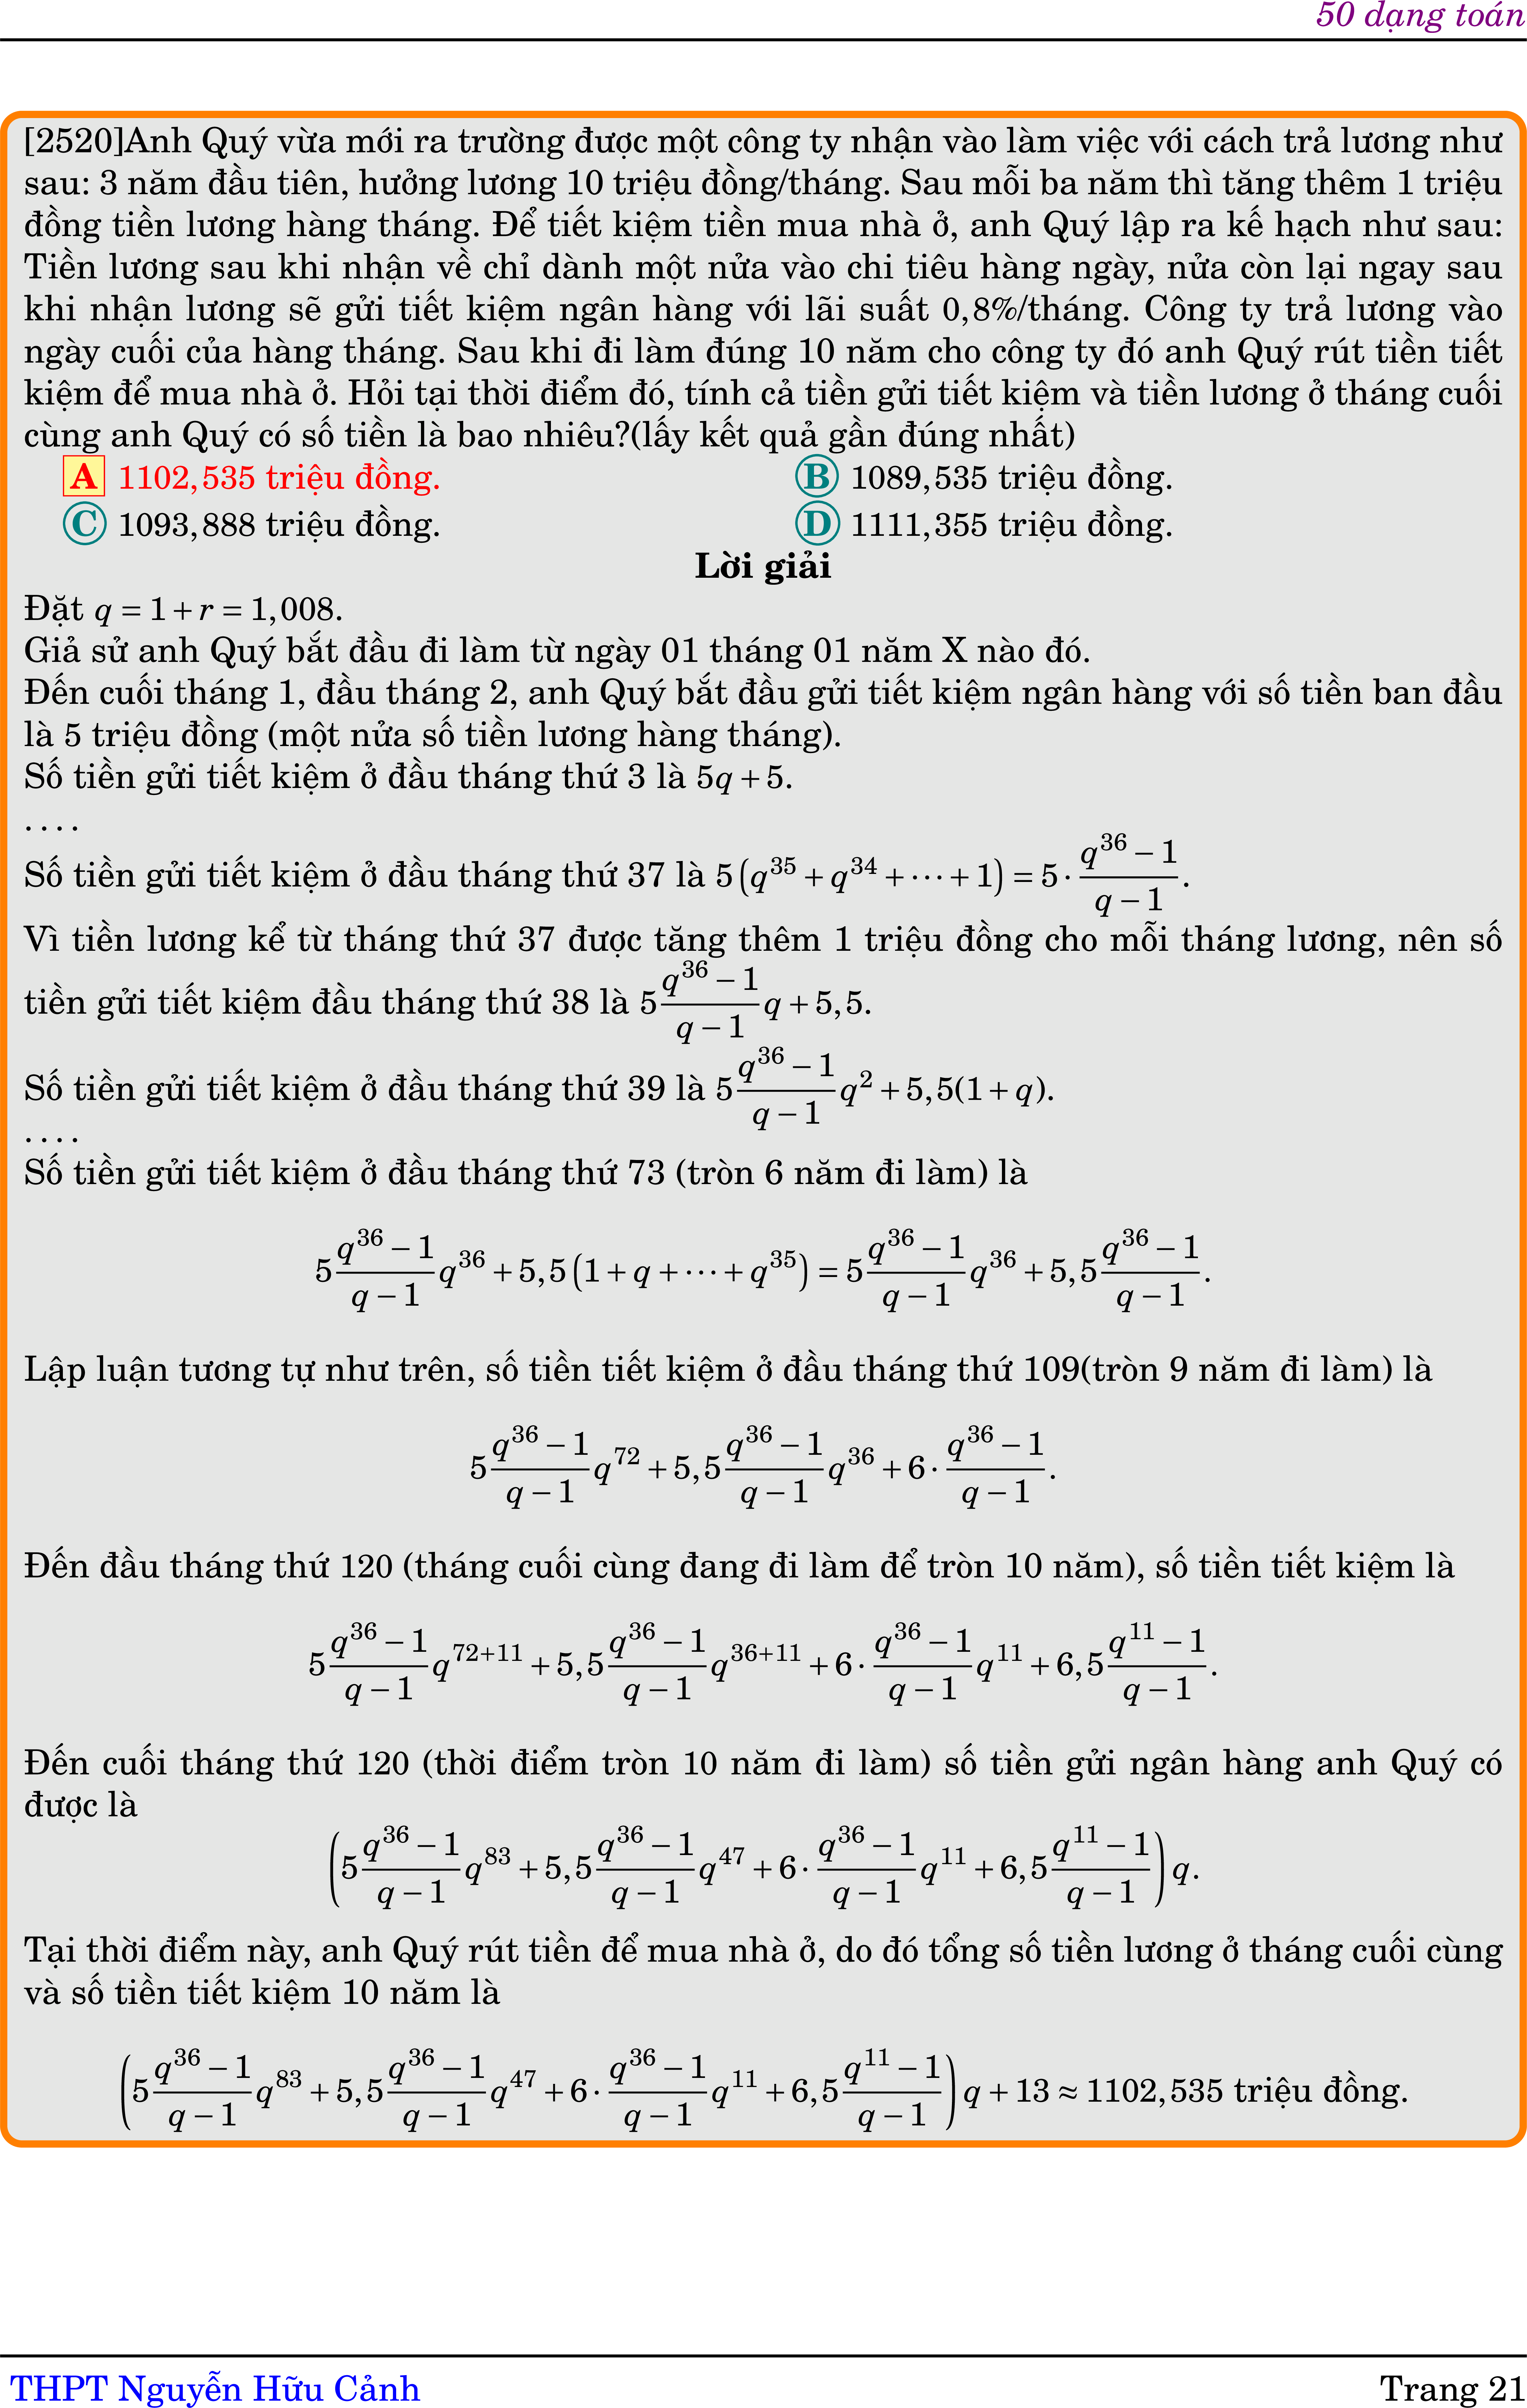 50 dạng toán
[2520]Anh Quý vừa mới ra trường được một công ty nhận vào làm việc với cách trả lương như
sau: 3 năm đầu tiên, hưởng lương 10 triệu đồng/tháng. Sau mỗi ba năm thì tăng thêm 1 triệu
đồng tiền lương hàng tháng. Để tiết kiệm tiền mua nhà ở, anh Quý lập ra kế hạch như sau:
Tiền lương sau khi nhận về chỉ dành một nửa vào chi tiêu hàng ngày, nửa còn lại ngay sau
khi nhận lương sẽ gửi tiết kiệm ngân hàng với lãi suất 0,8%/tháng. Công ty trả lương vào
ngày cuối của hàng tháng. Sau khi đi làm đúng 10 năm cho công ty đó anh Quý rút tiền tiết
kiệm để mua nhà ở. Hỏi tại thời điểm đó, tính cả tiền gửi tiết kiệm và tiền lương ở tháng cuối
cùng anh Quý có số tiền là bao nhiêu?(lấy kết quả gần đúng nhất)
A 1102,535 triệu đồng. B 1089,535 triệu đồng.
C 1093,888 triệu đồng. D 1111,355 triệu đồng.
Lời giải
Đặt q = 1 + r = 1,008.
Giả sử anh Quý bắt đầu đi làm từ ngày 01 tháng 01 năm X nào đó.
Đến cuối tháng 1, đầu tháng 2, anh Quý bắt đầu gửi tiết kiệm ngân hàng với số tiền ban đầu
là 5 triệu đồng (một nửa số tiền lương hàng tháng).
Số tiền gửi tiết kiệm ở đầu tháng thứ 3 là 5q + 5.
. . . .
Số tiền gửi tiết kiệm ở đầu tháng thứ 37 là $5\left(q^{35} + q^{34} + \cdots + 1\right) = 5 \cdot \frac{q^{36} - 1}{q - 1}$.
Vì tiền lương kể từ tháng thứ 37 được tăng thêm 1 triệu đồng cho mỗi tháng lương, nên số
tiền gửi tiết kiệm đầu tháng thứ 38 là $5\frac{q^{36} - 1}{q - 1}q + 5,5$.
Số tiền gửi tiết kiệm ở đầu tháng thứ 39 là $5\frac{q^{36} - 1}{q - 1}q^2 + 5,5(1 + q)$.
. . . .
Số tiền gửi tiết kiệm ở đầu tháng thứ 73 (tròn 6 năm đi làm) là
$5\frac{q^{36} - 1}{q - 1}q^{36} + 5,5\left(1 + q + \cdots + q^{35}\right) = 5\frac{q^{36} - 1}{q - 1}q^{36} + 5,5\frac{q^{36} - 1}{q - 1}$.
Lập luận tương tự như trên, số tiền tiết kiệm ở đầu tháng thứ 109(tròn 9 năm đi làm) là
$5\frac{q^{36} - 1}{q - 1}q^{72} + 5,5\frac{q^{36} - 1}{q - 1}q^{36} + 6 \cdot \frac{q^{36} - 1}{q - 1}$.
Đến đầu tháng thứ 120 (tháng cuối cùng đang đi làm để tròn 10 năm), số tiền tiết kiệm là
$5\frac{q^{36} - 1}{q - 1}q^{72+11} + 5,5\frac{q^{36} - 1}{q - 1}q^{36+11} + 6 \cdot \frac{q^{36} - 1}{q - 1}q^{11} + 6,5\frac{q^{11} - 1}{q - 1}$.
Đến cuối tháng thứ 120 (thời điểm tròn 10 năm đi làm) số tiền gửi ngân hàng anh Quý có
được là
$\left(5\frac{q^{36} - 1}{q - 1}q^{83} + 5,5\frac{q^{36} - 1}{q - 1}q^{47} + 6 \cdot \frac{q^{36} - 1}{q - 1}q^{11} + 6,5\frac{q^{11} - 1}{q - 1}\right)q$.
Tại thời điểm này, anh Quý rút tiền để mua nhà ở, do đó tổng số tiền lương ở tháng cuối cùng
và số tiền tiết kiệm 10 năm là
$\left(5\frac{q^{36} - 1}{q - 1}q^{83} + 5,5\frac{q^{36} - 1}{q - 1}q^{47} + 6 \cdot \frac{q^{36} - 1}{q - 1}q^{11} + 6,5\frac{q^{11} - 1}{q - 1}\right)q + 13 \approx 1102,535$ triệu đồng.
THPT Nguyễn Hữu Cảnh Trang 21